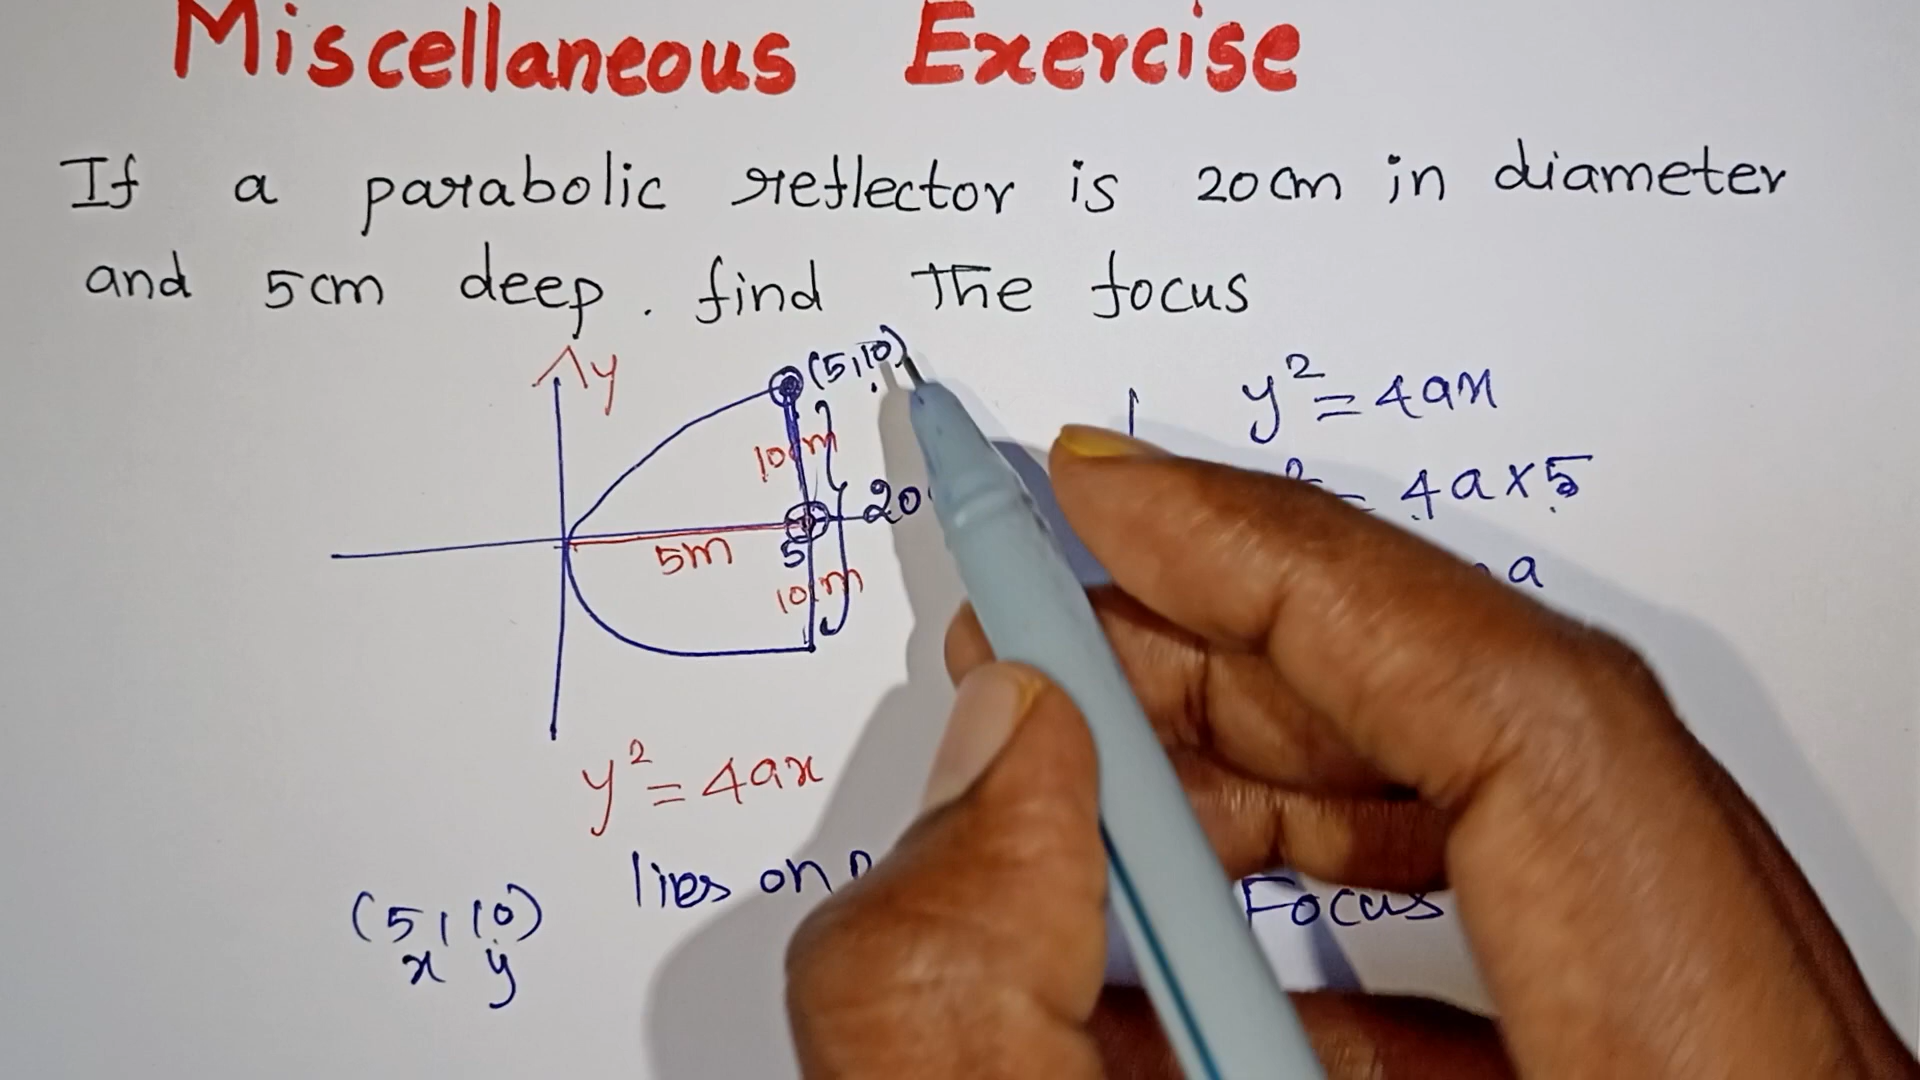 Miscellaneous Exercise
If a parabolic reflector is 20cm in diameter
and 5cm deep. find The focus
y
(5,10)
y² = 4ax
10m
20
= 4a x 5
5m
5
10m
a
y² = 4ax
lies on
Focus
(5,10)
x y